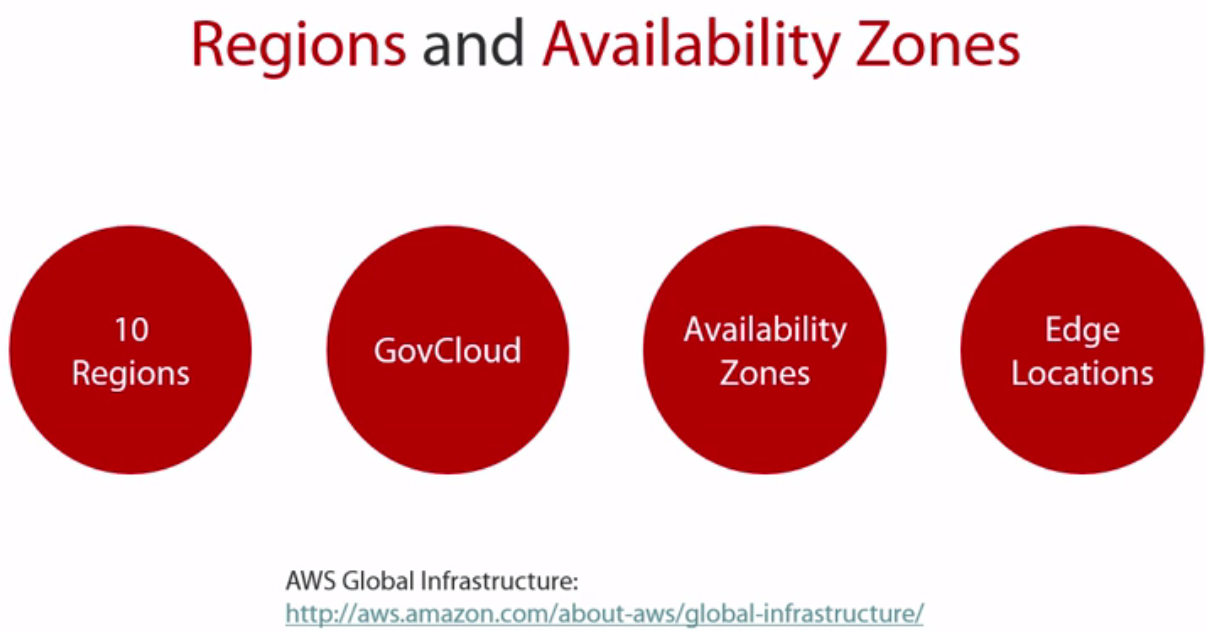 Regions and Availability Zones
10
Regions
GovCloud
Availability
Zones
Edge
Locations
AWS Global Infrastructure:
http://aws.amazon.com/about-aws/global-infrastructure/